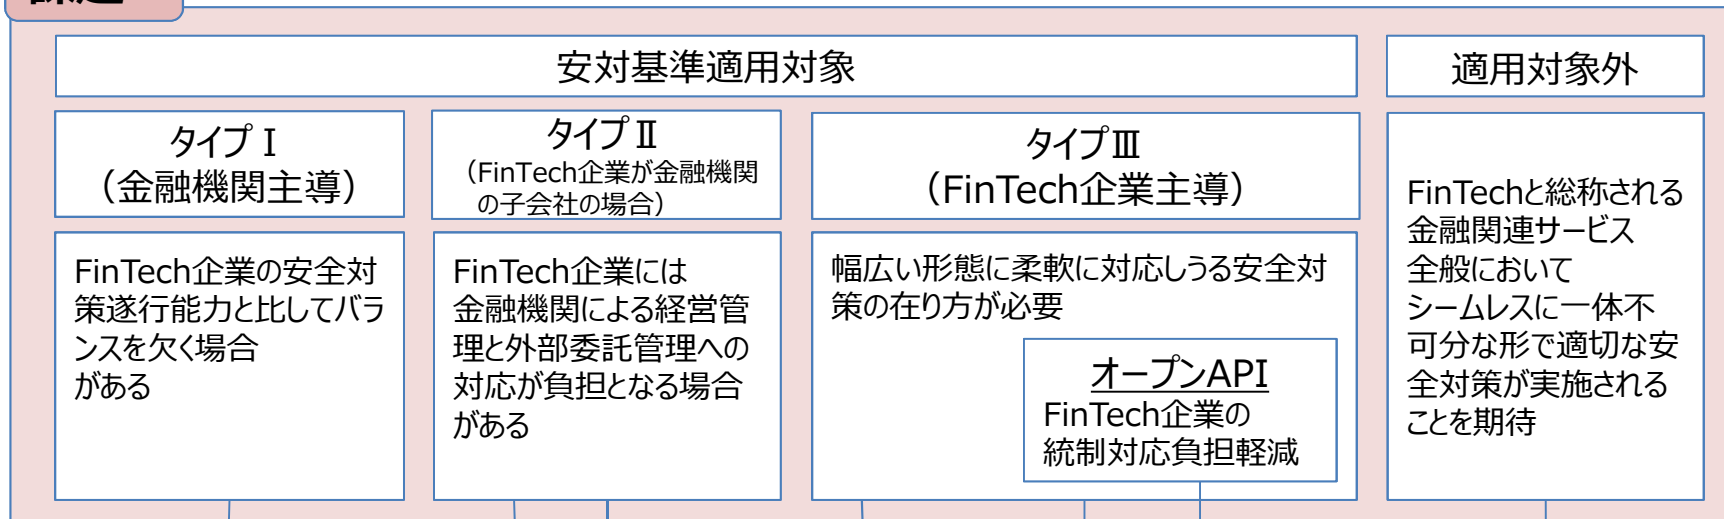 安対基準適用対象
適用対象外
タイプⅠ
（金融機関主導）
タイプⅡ
（FinTech企業が金融機関
の子会社の場合）
タイプⅢ
（FinTech企業主導）
FinTech企業の安全対
策遂行能力と比してバラ
ンスを欠く場合
がある
FinTech企業には
金融機関による経営管
理と外部委託管理への
対応が負担となる場合
がある
幅広い形態に柔軟に対応しうる安全対
策の在り方が必要
オープンAPI
FinTech企業の
統制対応負担軽減
FinTechと総称される
金融関連サービス
全般において
シームレスに一体不
可分な形で適切な安
全対策が実施される
ことを期待